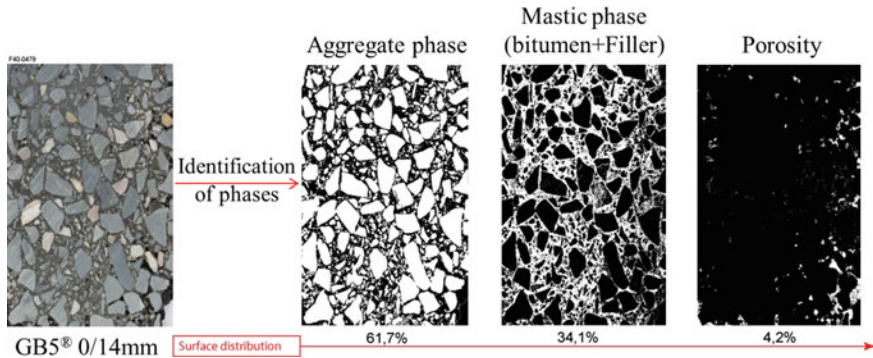 F40-0479
Identification
of phases
Aggregate phase
Mastic phase
(bitumen+Filler)
Porosity
GB5® 0/14mm
Surface distribution
61,7%
34,1%
4,2%